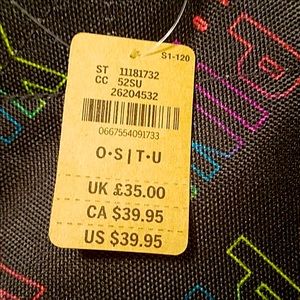 S1-120
ST 11181732
CC 52SU
26204532
0667554091733
O·S|T·U
UK £35.00
CA $39.95
US $39.95